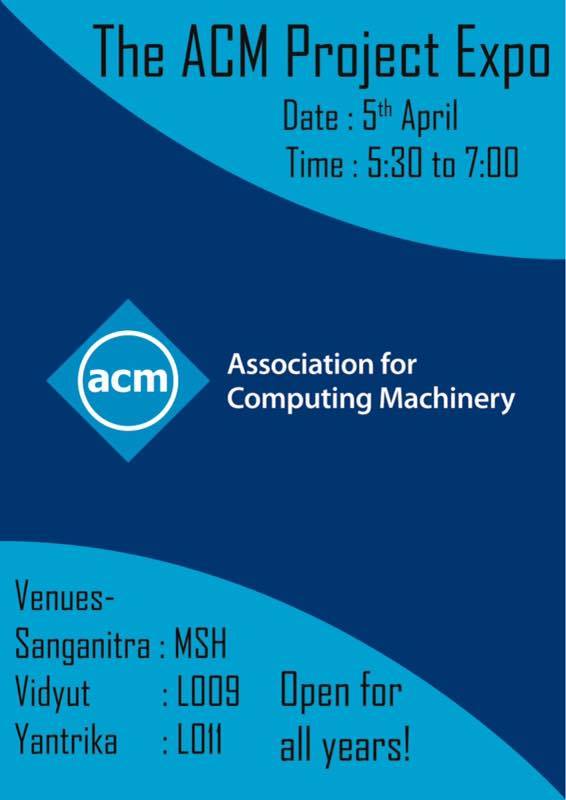 The ACM Project Expo
Date : 5th April
Time : 5:30 to 7:00
acm
Association for
Computing Machinery
Venues-
Sanganitra : MSH
Vidyut : L009
Yantrika : L011
Open for
all years!